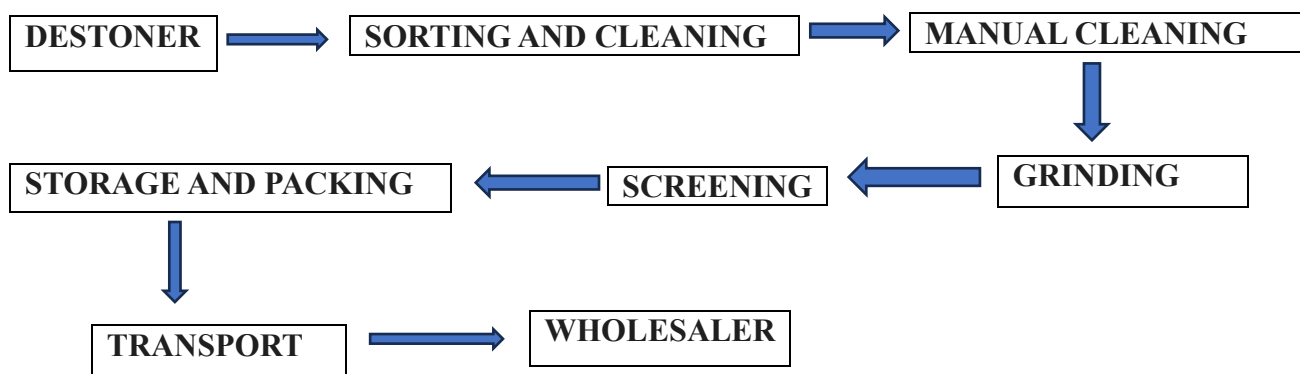 DESTONER
SORTING AND CLEANING
MANUAL CLEANING
GRINDING
SCREENING
STORAGE AND PACKING
TRANSPORT
WHOLESALER